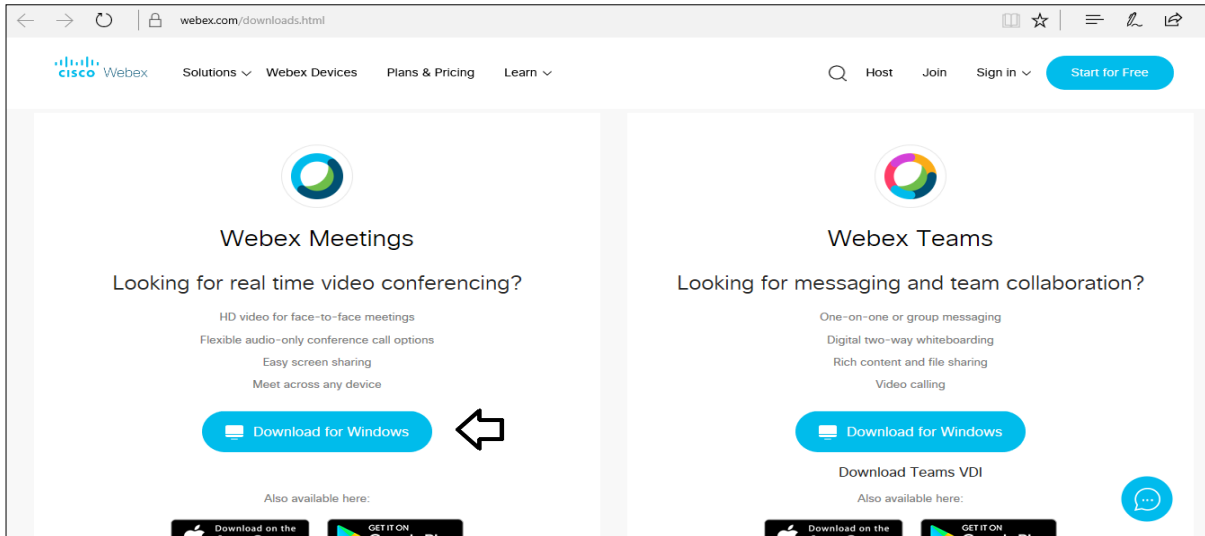 webex.com/downloads.html
CISCO Webex Solutions Webex Devices Plans & Pricing Learn Host Join Sign in Start for Free
Webex Meetings
Looking for real time video conferencing?
HD video for face-to-face meetings
Flexible audio-only conference call options
Easy screen sharing
Meet across any device
Download for Windows
Also available here:
Download on the
GET IT ON
Webex Teams
Looking for messaging and team collaboration?
One-on-one or group messaging
Digital two-way whiteboarding
Rich content and file sharing
Video calling
Download for Windows
Download Teams VDI
Also available here:
Download on the
GET IT ON